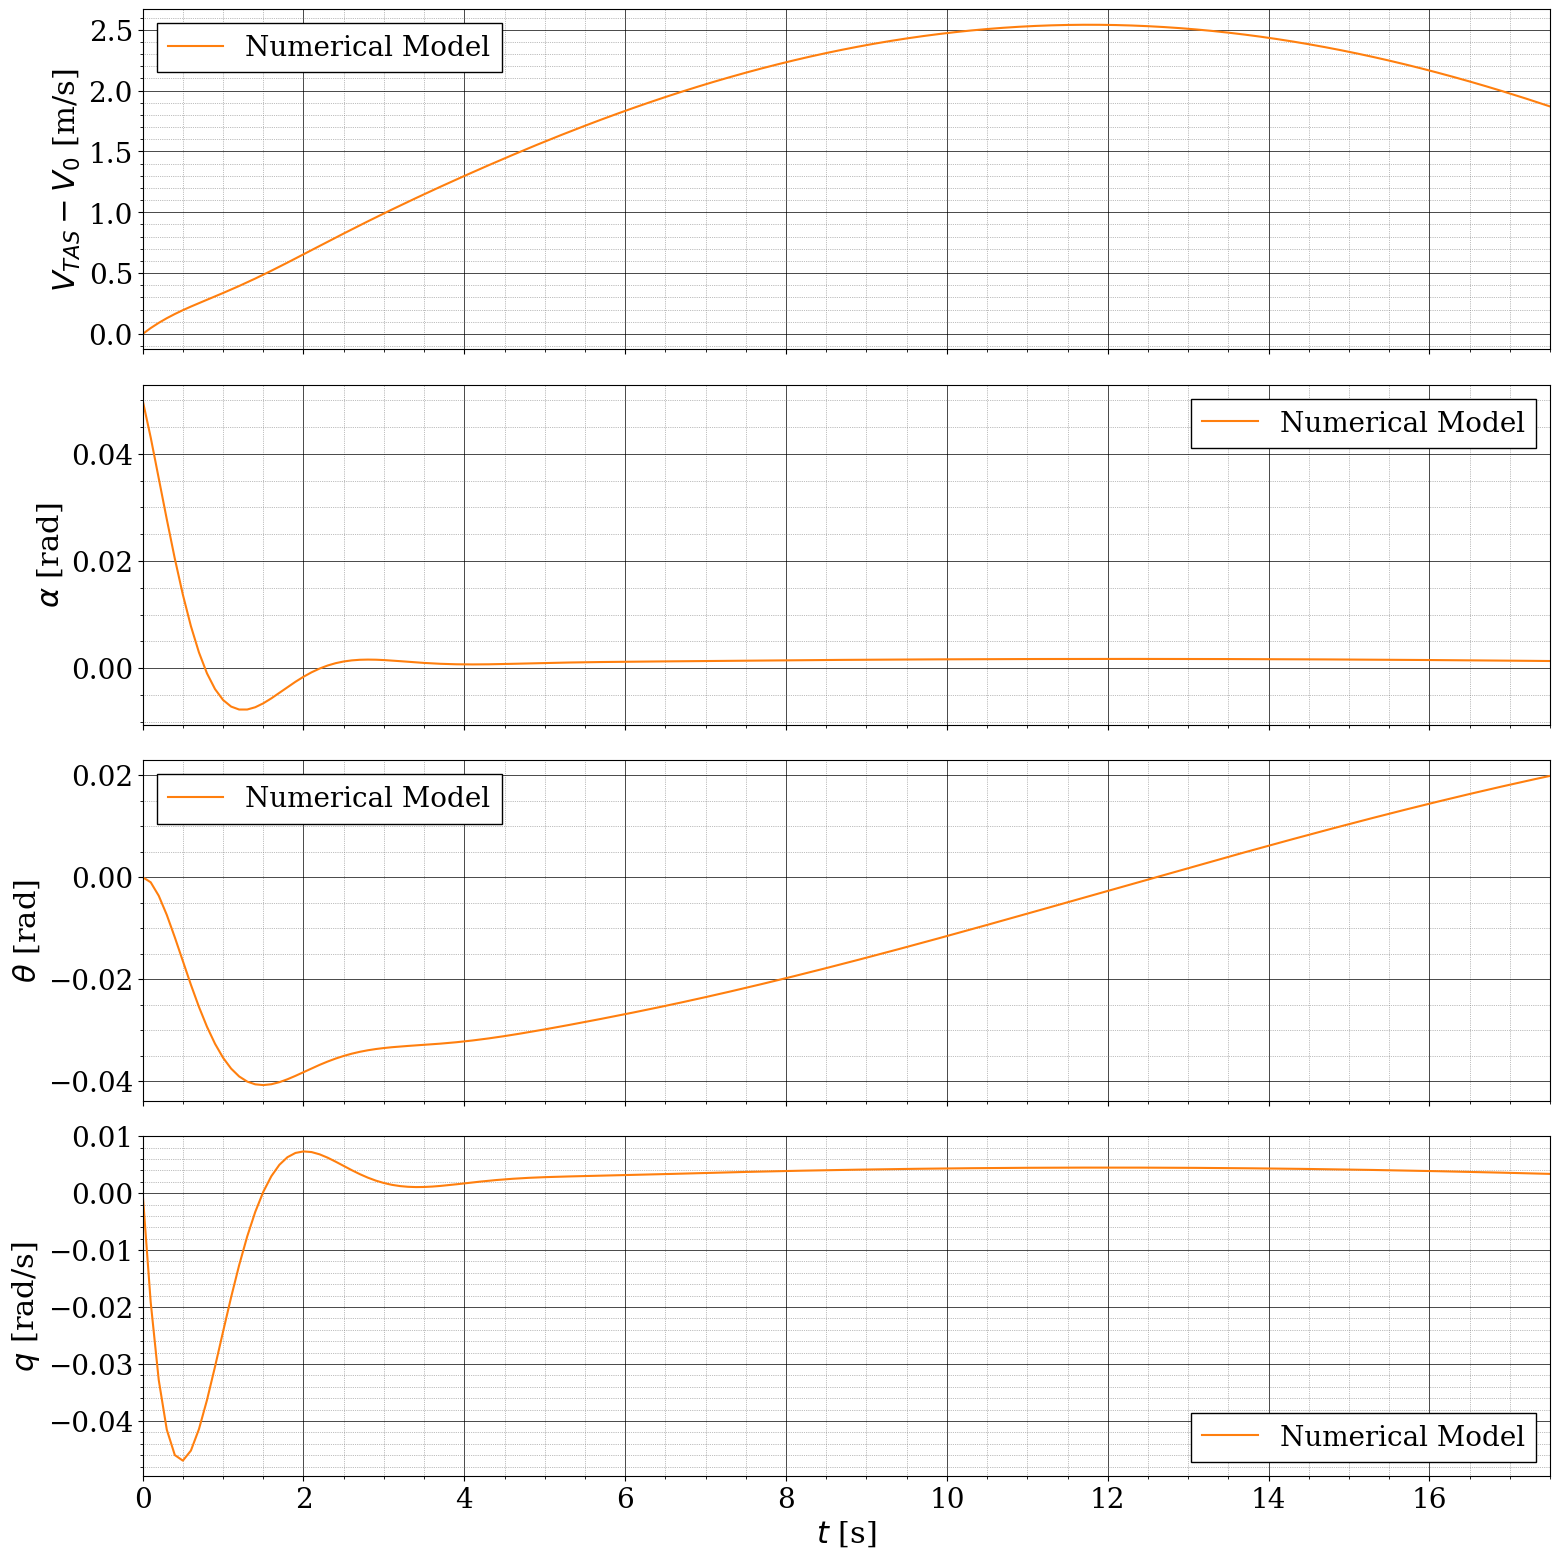 2.5
2.0
1.5
1.0
0.5
0.0
V_TAS − V_0 [m/s]
Numerical Model
0.04
0.02
0.00
α [rad]
Numerical Model
0.02
0.00
−0.02
−0.04
θ [rad]
Numerical Model
0.01
0.00
−0.01
−0.02
−0.03
−0.04
q [rad/s]
Numerical Model
0 2 4 6 8 10 12 14 16
t [s]